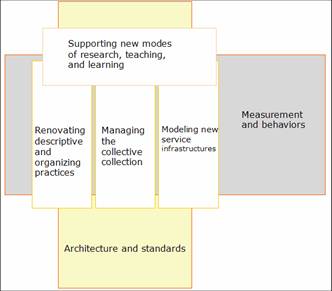 Supporting new modes
of research, teaching,
and learning
Renovating
descriptive
and
organizing
practices
Managing
the
collective
collection
Modeling new
service
infrastructures
Measurement
and behaviors
Architecture and standards